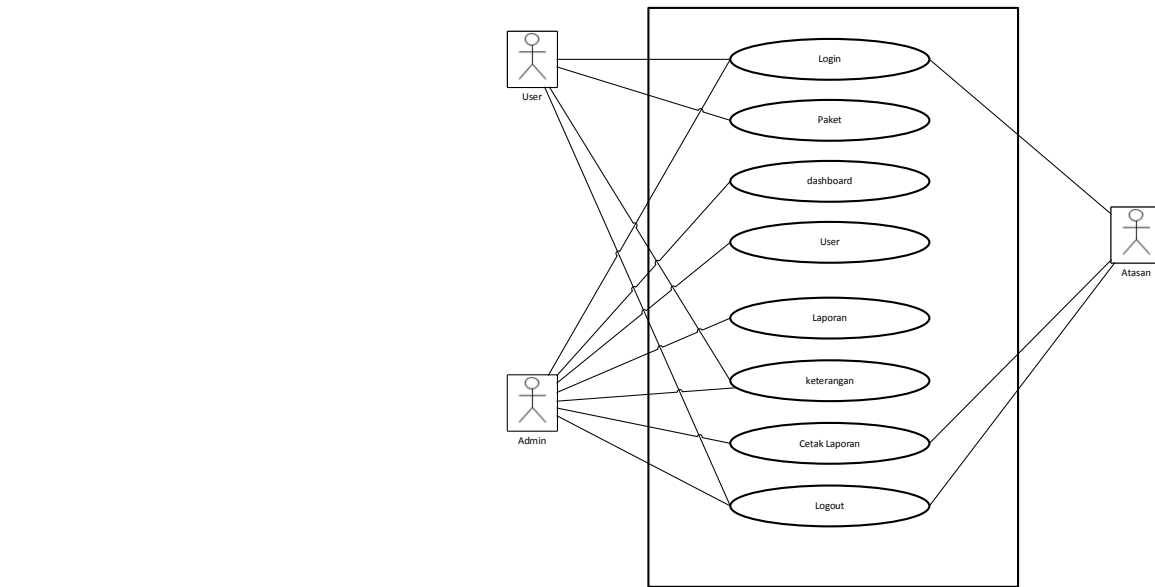 User
Login
Paket
dashboard
User
Atasan
Laporan
keterangan
Admin
Cetak Laporan
Logout